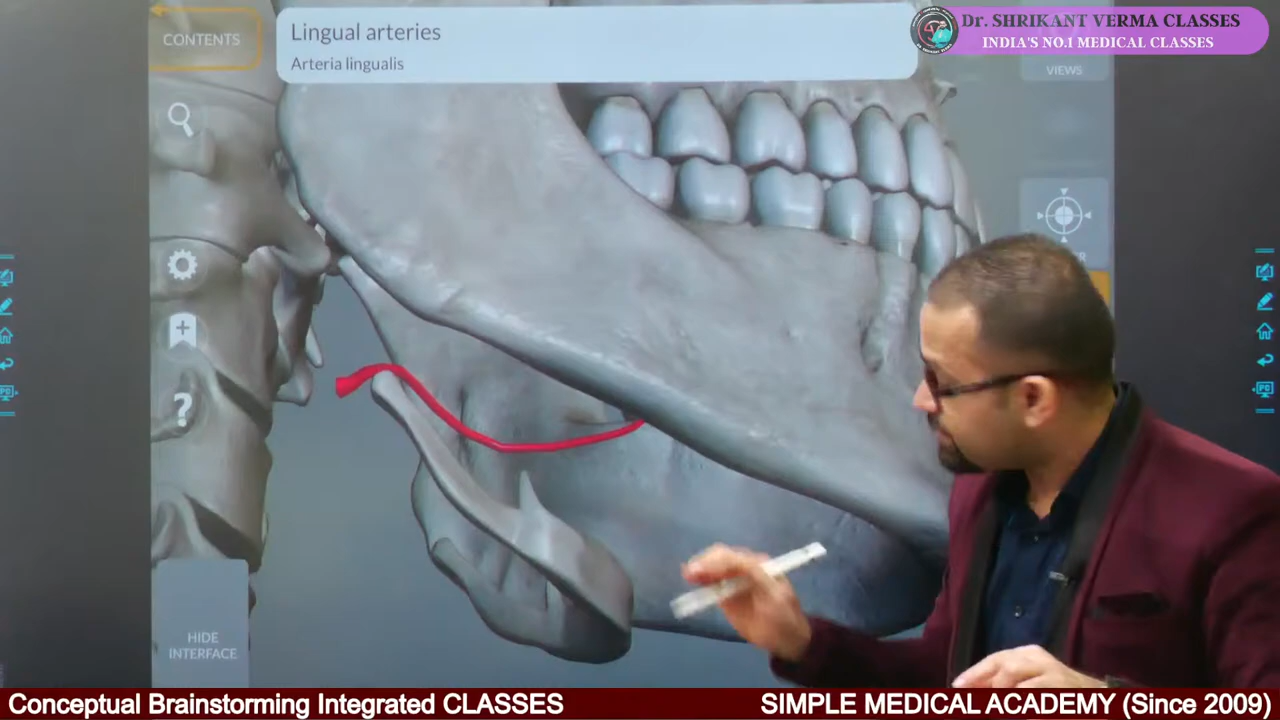 CONTENTS
Lingual arteries
Arteria lingualis
Dr. SHRIKANT VERMA CLASSES
INDIA'S NO.1 MEDICAL CLASSES
VIEWS
?
HIDE
INTERFACE
Conceptual Brainstorming Integrated CLASSES
SIMPLE MEDICAL ACADEMY (Since 2009)